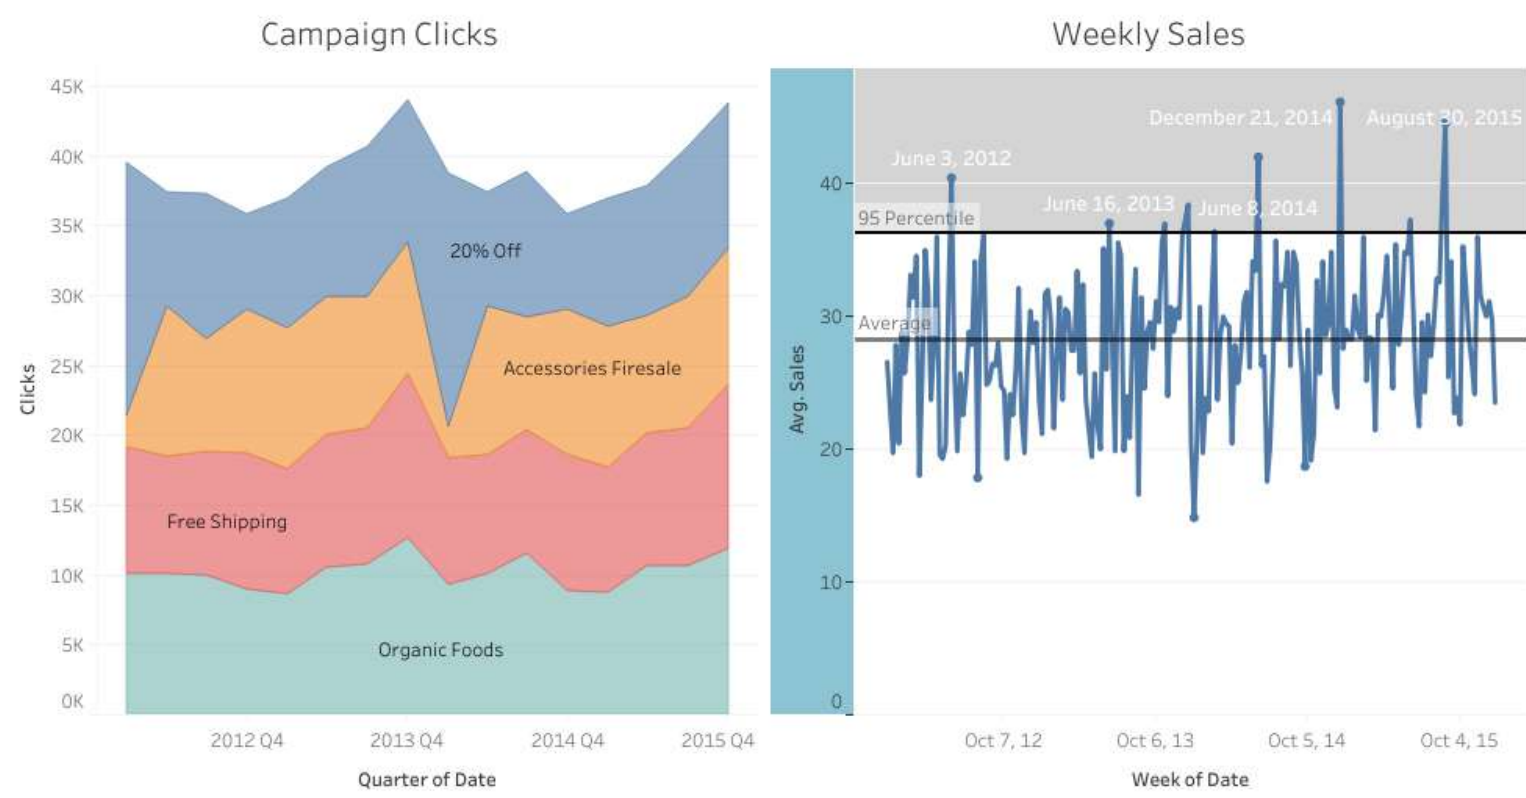 Campaign Clicks
45K
40K
35K
30K
25K
20K
15K
10K
5K
0K
Clicks
20% Off
Accessories Firesale
Free Shipping
Organic Foods
2012 Q4
2013 Q4
2014 Q4
2015 Q4
Quarter of Date
Weekly Sales
December 21, 2014
August 30, 2015
June 3, 2012
June 16, 2013
June 8, 2014
95 Percentile
Average
40
30
20
10
0
Avg. Sales
Oct 7, 12
Oct 6, 13
Oct 5, 14
Oct 4, 15
Week of Date